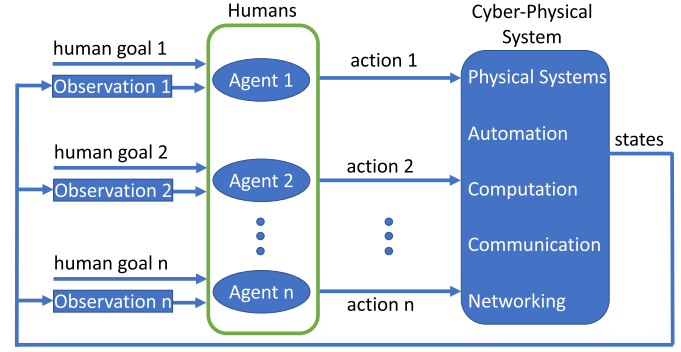 Humans
Cyber-Physical
System
human goal 1
Observation 1
Agent 1
action 1
human goal 2
Observation 2
Agent 2
action 2
human goal n
Observation n
Agent n
action n
Physical Systems
Automation
Computation
Communication
Networking
states